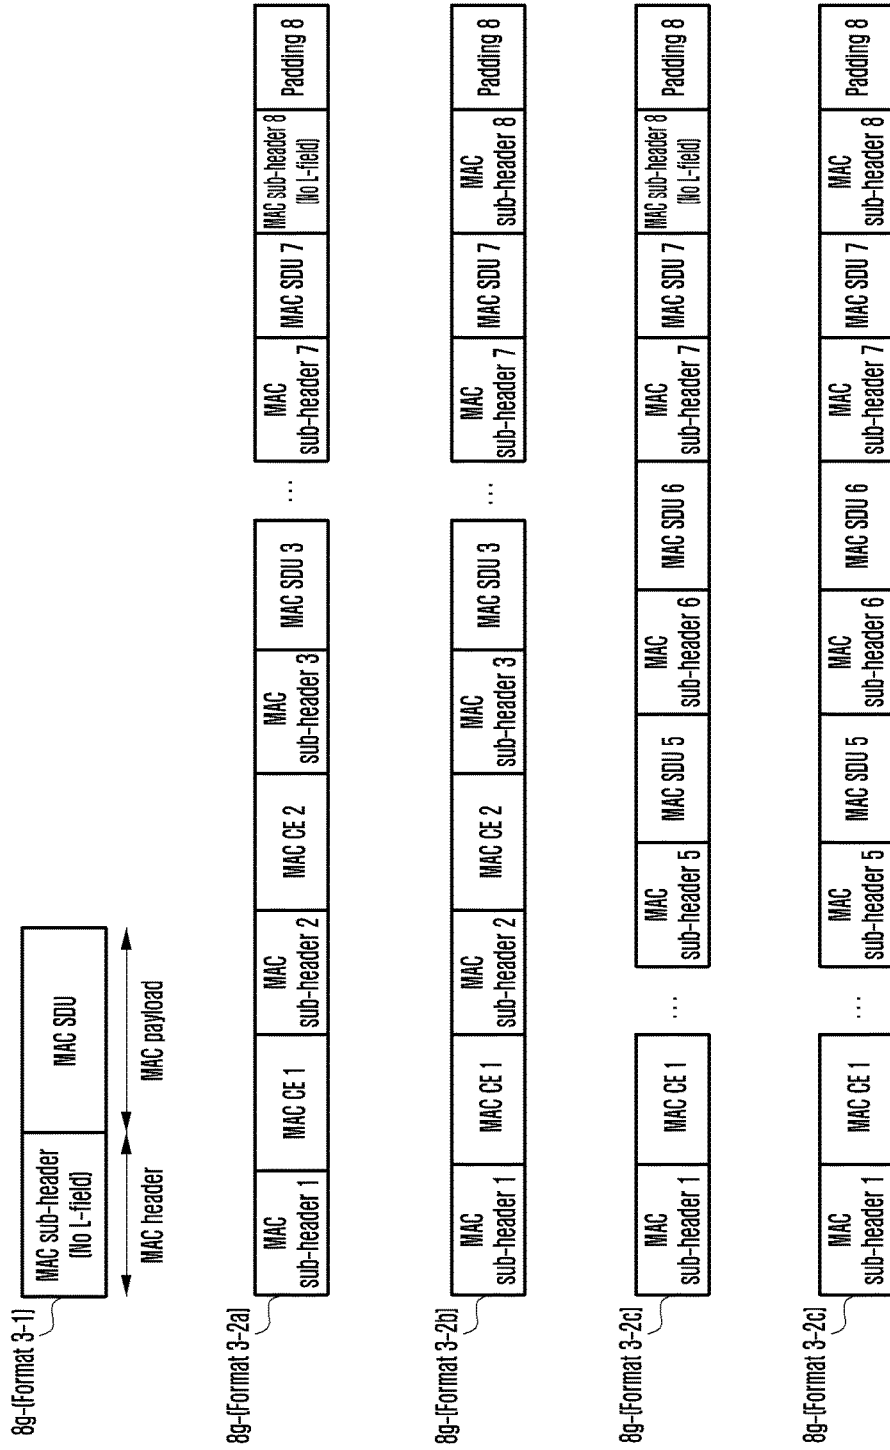 8g-(Format 3-1)
MAC sub-header
(No L-field)
MAC SDU
MAC header
MAC payload
8g-(Format 3-2a)
MAC
sub-header 1
MAC CE 1
MAC
sub-header 2
MAC CE 2
MAC
sub-header 3
MAC SDU 3
...
MAC
sub-header 7
MAC SDU 7
MAC sub-header 8
(No L-field)
Padding 8
8g-(Format 3-2b)
MAC
sub-header 1
MAC CE 1
MAC
sub-header 2
MAC CE 2
MAC
sub-header 3
MAC SDU 3
...
MAC
sub-header 7
MAC SDU 7
MAC
sub-header 8
Padding 8
8g-(Format 3-2c)
MAC
sub-header 1
MAC CE 1
...
MAC
sub-header 5
MAC SDU 5
MAC
sub-header 6
MAC SDU 6
MAC
sub-header 7
MAC SDU 7
MAC sub-header 8
(No L-field)
Padding 8
8g-(Format 3-2c)
MAC
sub-header 1
MAC CE 1
...
MAC
sub-header 5
MAC SDU 5
MAC
sub-header 6
MAC SDU 6
MAC
sub-header 7
MAC SDU 7
MAC
sub-header 8
Padding 8